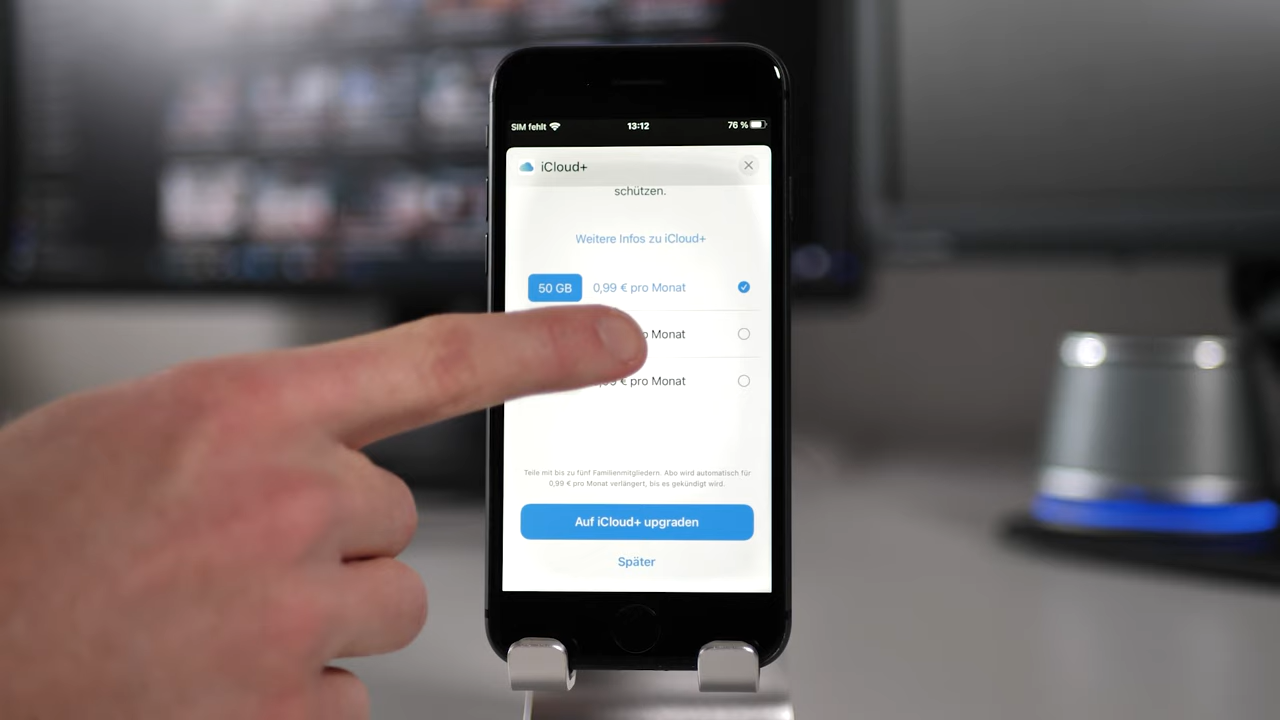 SIM fehlt 13:12 76 %
iCloud+
schützen.
Weitere Infos zu iCloud+
50 GB 0,99 € pro Monat
Monat
€ pro Monat
Teile mit bis zu fünf Familienmitgliedern. Abo wird automatisch für
0,99 € pro Monat verlängert, bis es gekündigt wird.
Auf iCloud+ upgraden
Später